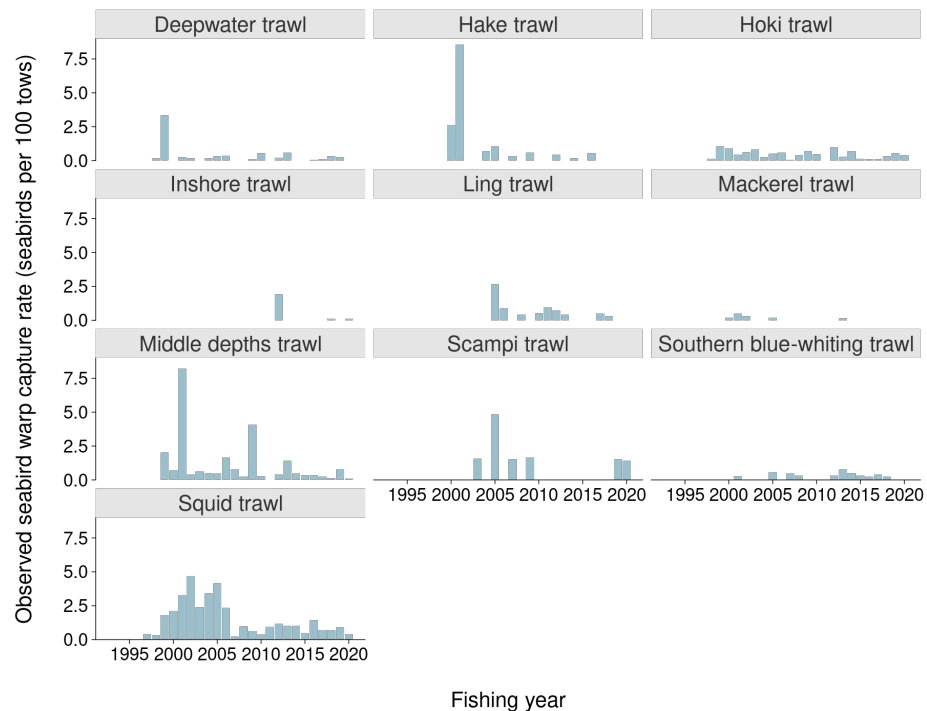 Observed seabird warp capture rate (seabirds per 100 tows)
Deepwater trawl Hake trawl Hoki trawl
7.5
5.0
2.5
0.0
Inshore trawl Ling trawl Mackerel trawl
7.5
5.0
2.5
0.0
Middle depths trawl Scampi trawl Southern blue-whiting trawl
7.5
5.0
2.5
0.0
1995 2000 2005 2010 2015 2020 1995 2000 2005 2010 2015 2020
Squid trawl
7.5
5.0
2.5
0.0
1995 2000 2005 2010 2015 2020
Fishing year